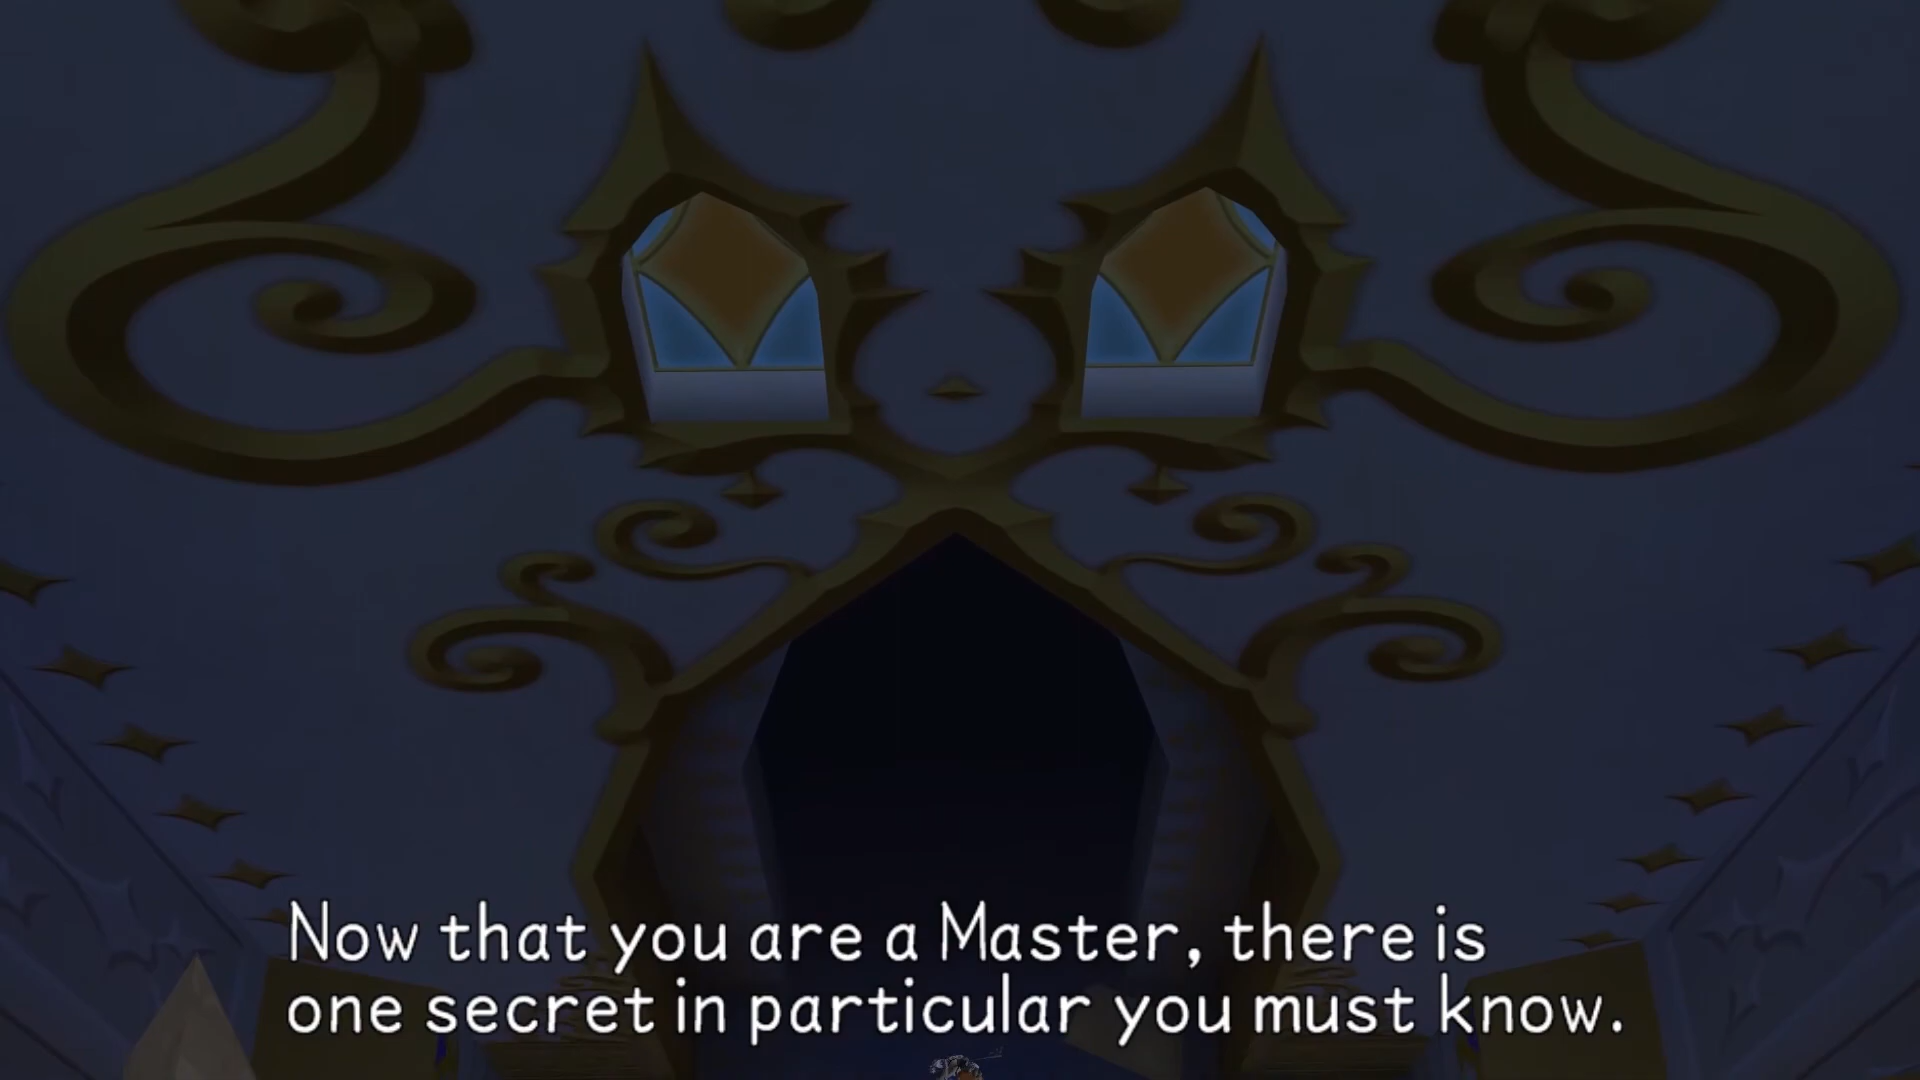 Now that you are a Master, there is
one secret in particular you must know.